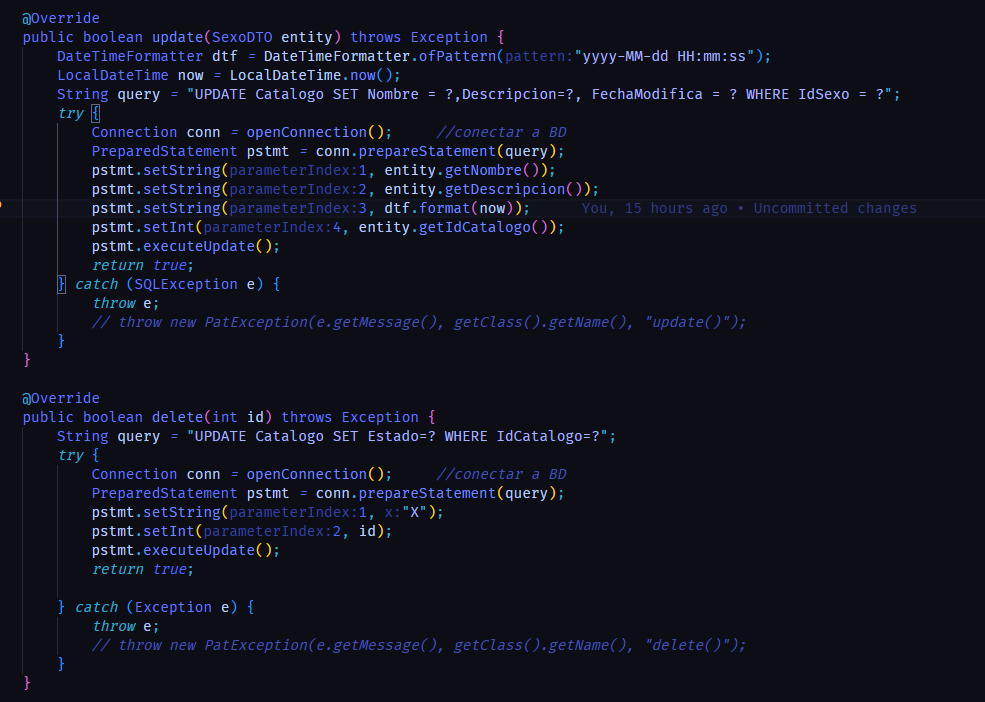 @Override
public boolean update(SexoDTO entity) throws Exception {
DateTimeFormatter dtf = DateTimeFormatter.ofPattern(pattern:"yyyy-MM-dd HH:mm:ss");
LocalDateTime now = LocalDateTime.now();
String query = "UPDATE Catalogo SET Nombre = ?,Descripcion=?, FechaModifica = ? WHERE IdSexo = ?";
try {
Connection conn = openConnection();     //conectar a BD
PreparedStatement pstmt = conn.prepareStatement(query);
pstmt.setString(parameterIndex:1, entity.getNombre());
pstmt.setString(parameterIndex:2, entity.getDescripcion());
pstmt.setString(parameterIndex:3, dtf.format(now));      You, 15 hours ago • Uncommitted changes
pstmt.setInt(parameterIndex:4, entity.getIdCatalogo());
pstmt.executeUpdate();
return true;
} catch (SQLException e) {
throw e;
// throw new PatException(e.getMessage(), getClass().getName(), "update()");
}
}
@Override
public boolean delete(int id) throws Exception {
String query = "UPDATE Catalogo SET Estado=? WHERE IdCatalogo=?";
try {
Connection conn = openConnection();     //conectar a BD
PreparedStatement pstmt = conn.prepareStatement(query);
pstmt.setString(parameterIndex:1, x:"X");
pstmt.setInt(parameterIndex:2, id);
pstmt.executeUpdate();
return true;
} catch (Exception e) {
throw e;
// throw new PatException(e.getMessage(), getClass().getName(), "delete()");
}
}